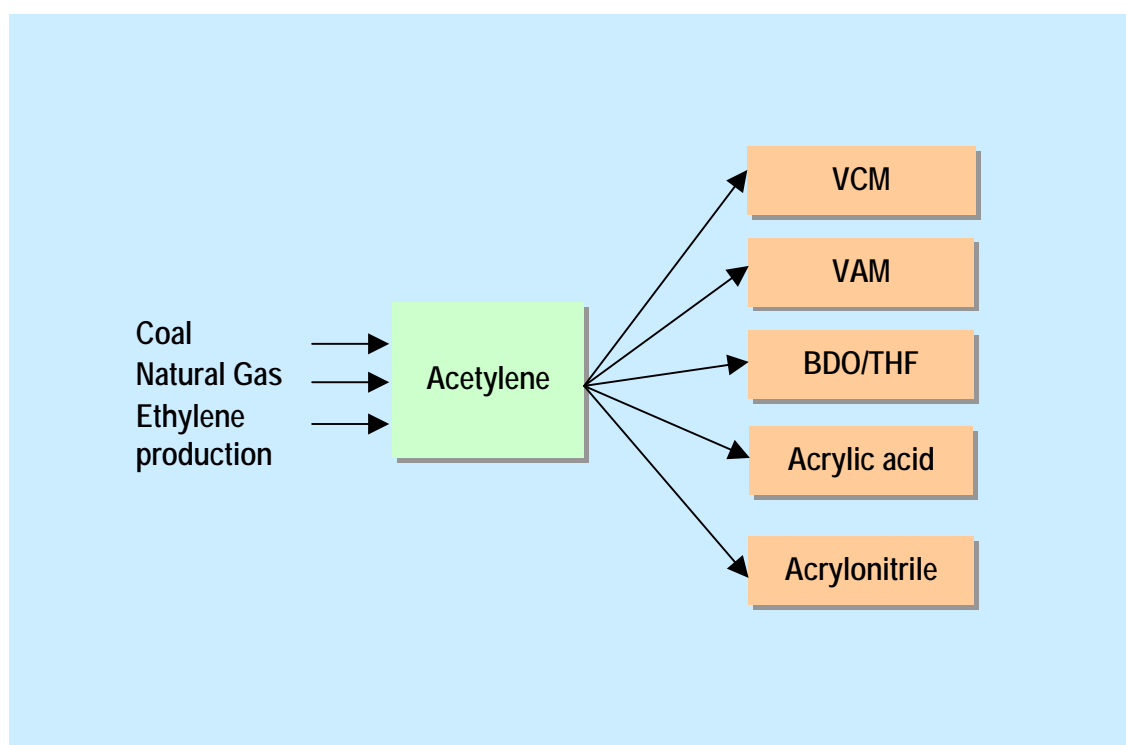 Coal
Natural Gas
Ethylene
production
Acetylene
VCM
VAM
BDO/THF
Acrylic acid
Acrylonitrile